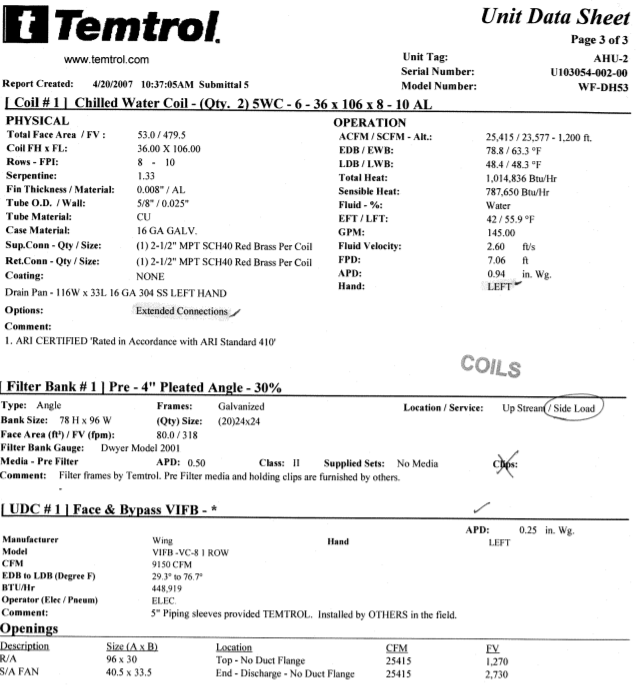 t Temtrol.
www.temtrol.com
Unit Data Sheet
Page 3 of 3
Unit Tag: AHU-2
Serial Number: U103054-002-00
Report Created: 4/20/2007 10:37:05AM Submittal 5
Model Number: WF-DH53
[ Coil # 1 ] Chilled Water Coil - (Qty. 2) 5WC - 6 - 36 x 106 x 8 - 10 AL
PHYSICAL
Total Face Area / FV : 53.0 / 479.5
Coil FH x FL: 36.00 X 106.00
Rows - FPI: 8 - 10
Serpentine: 1.33
Fin Thickness / Material: 0.008" / AL
Tube O.D. / Wall: 5/8" / 0.025"
Tube Material: CU
Case Material: 16 GA GALV.
Sup.Conn - Qty / Size: (1) 2-1/2" MPT SCH40 Red Brass Per Coil
Ret.Conn - Qty / Size: (1) 2-1/2" MPT SCH40 Red Brass Per Coil
Coating: NONE
Drain Pan - 116W x 33L 16 GA 304 SS LEFT HAND
OPERATION
ACFM / SCFM - Alt.: 25,415 / 23,577 - 1,200 ft.
EDB / EWB: 78.8 / 63.3 °F
LDB / LWB: 48.4 / 48.3 °F
Total Heat: 1,014,836 Btu/Hr
Sensible Heat: 787,650 Btu/Hr
Fluid - %: Water
EFT / LFT: 42 / 55.9 °F
GPM: 145.00
Fluid Velocity: 2.60 ft/s
FPD: 7.06 ft
APD: 0.94 in. Wg.
Hand: LEFT
Options: Extended Connections
Comment:
1. ARI CERTIFIED 'Rated in Accordance with ARI Standard 410'
COILS
[ Filter Bank # 1 ] Pre - 4" Pleated Angle - 30%
Type: Angle Frames: Galvanized Location / Service: Up Stream / Side Load
Bank Size: 78 H x 96 W (Qty) Size: (20)24x24
Face Area (ft²) / FV (fpm): 80.0 / 318
Filter Bank Gauge: Dwyer Model 2001
Media - Pre Filter APD: 0.50 Class: II Supplied Sets: No Media Clips:
Comment: Filter frames by Temtrol. Pre Filter media and holding clips are furnished by others.
[ UDC # 1 ] Face & Bypass VIFB - *
APD: 0.25 in. Wg.
Manufacturer Wing Hand LEFT
Model VIFB -VC-8 1 ROW
CFM 9150 CFM
EDB to LDB (Degree F) 29.3° to 76.7°
BTU/Hr 448,919
Operator (Elec / Pneum) ELEC.
Comment: 5" Piping sleeves provided TEMTROL. Installed by OTHERS in the field.
Openings
Description Size (A x B) Location CFM FV
R/A 96 x 30 Top - No Duct Flange 25415 1,270
S/A FAN 40.5 x 33.5 End - Discharge - No Duct Flange 25415 2,730